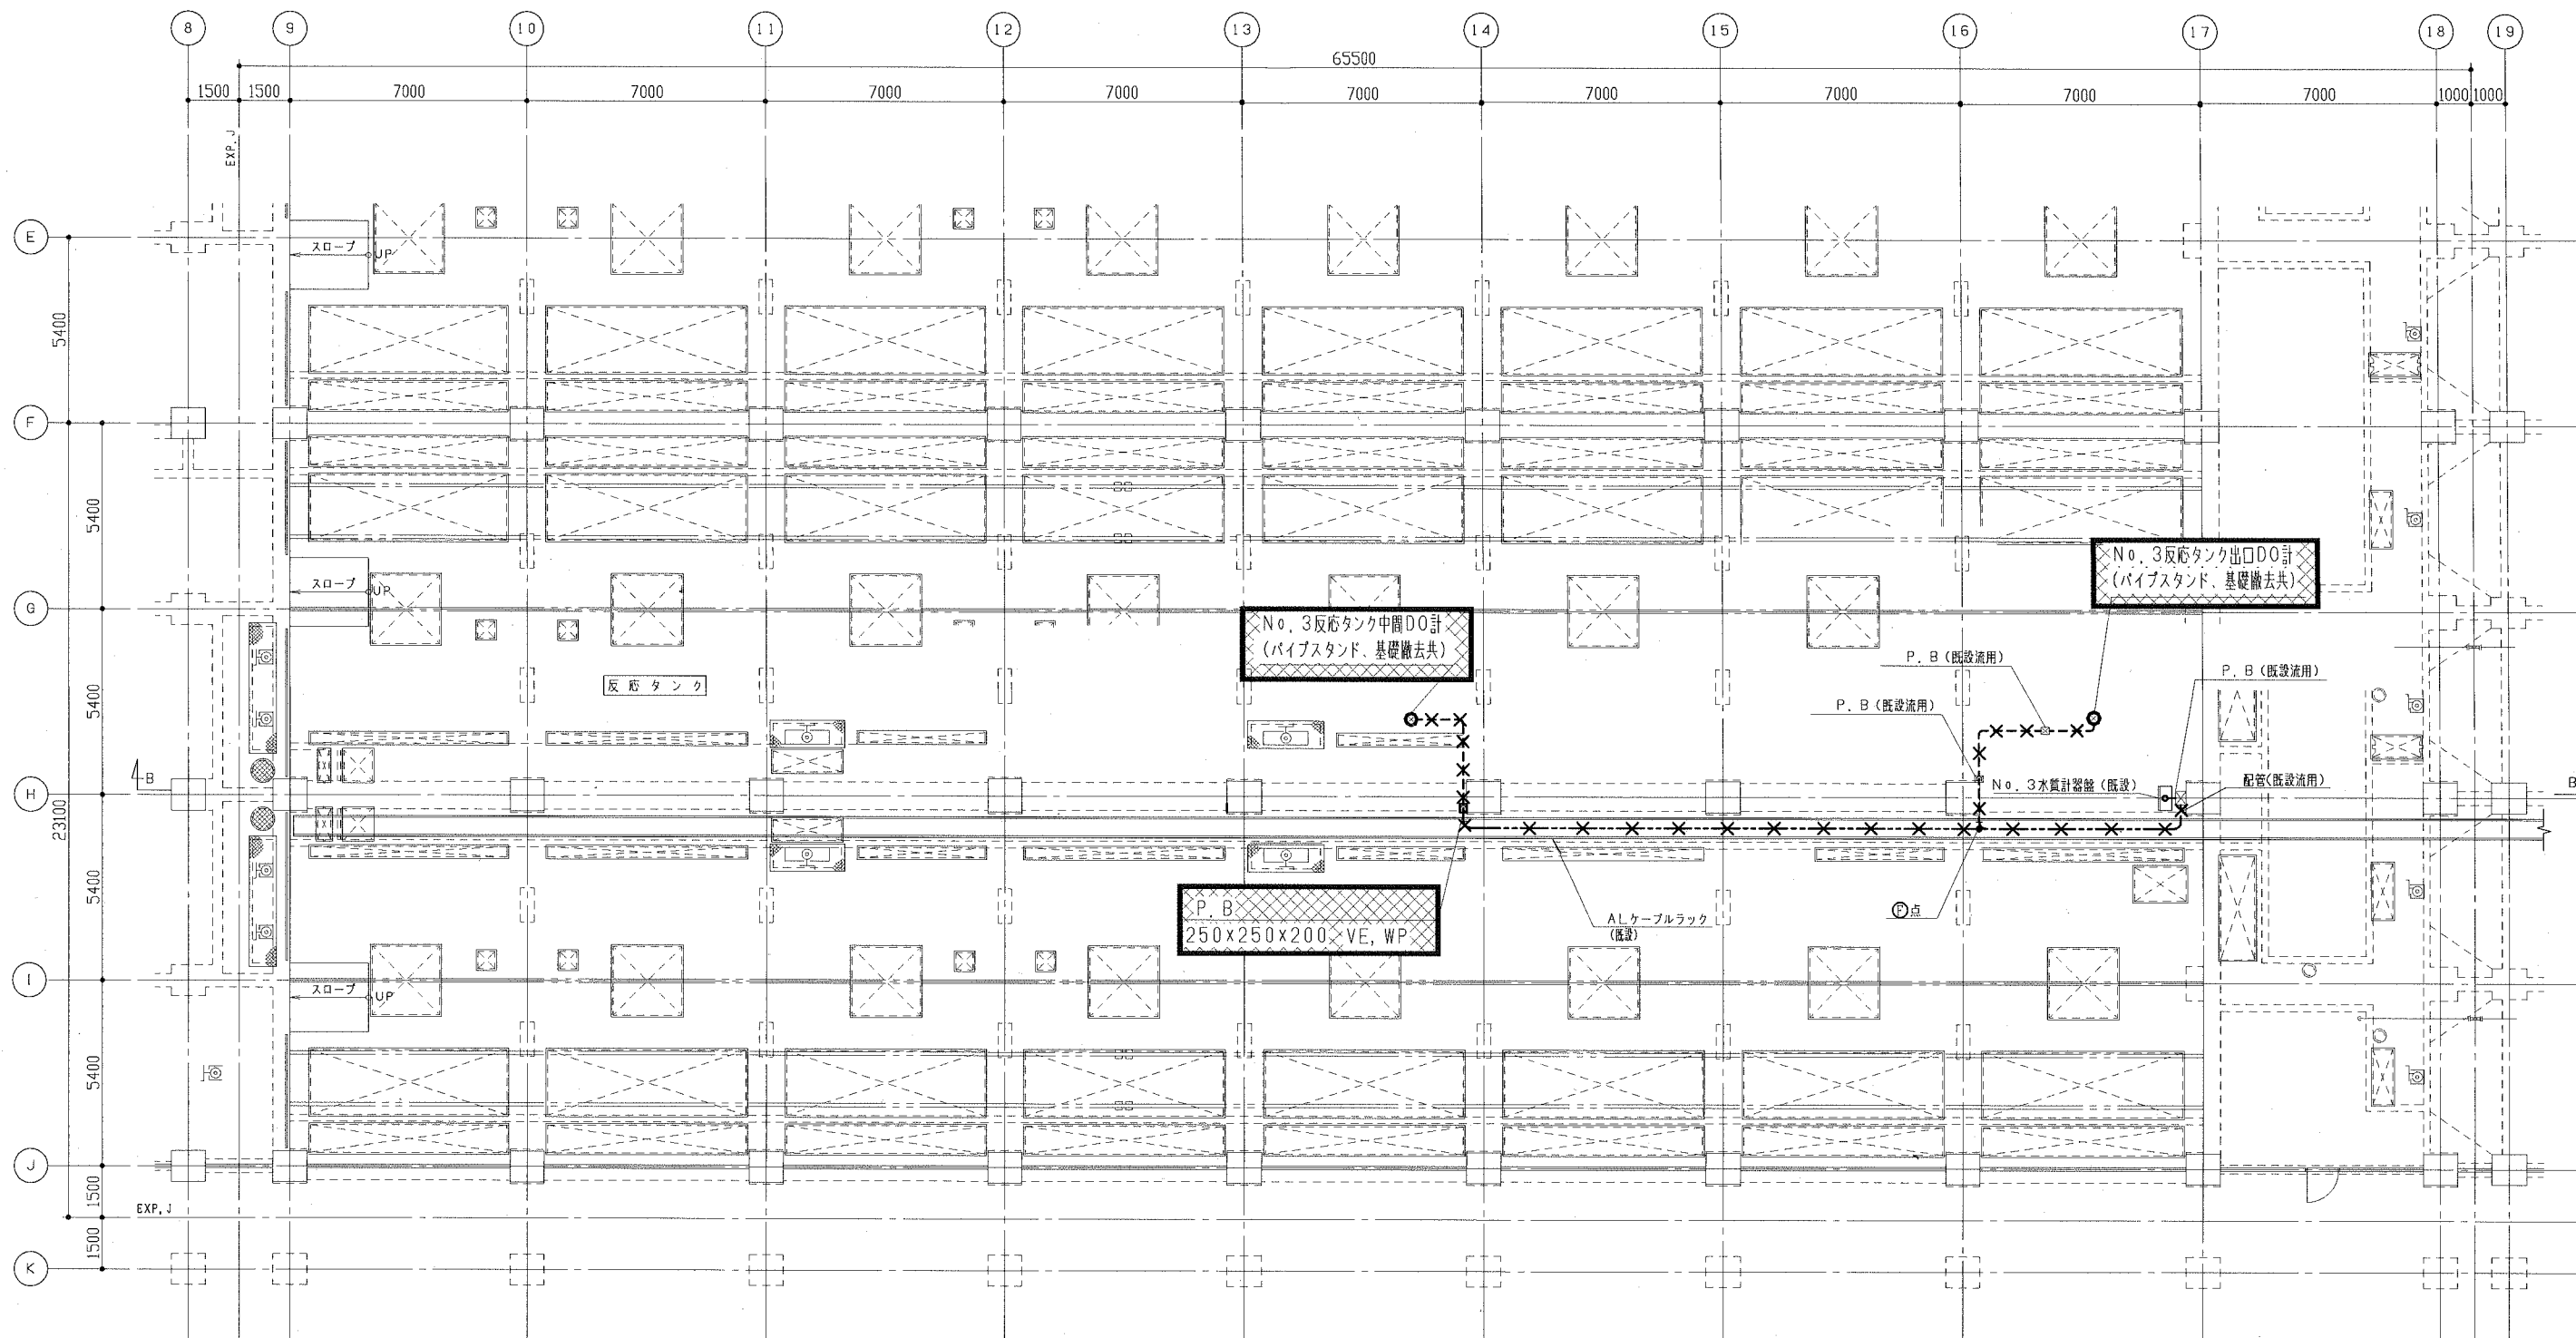 8 9 10 11 12 13 14 15 16 17 18 19
65500
1500 1500 7000 7000 7000 7000 7000 7000 7000 7000 7000 1000 1000
EXP.J
E
スロープ
UP
5400
F
5400
No.3反応タンク出口DO計
(パイプスタンド、基礎撤去共)
スロープ
UP
G
No.3反応タンク中間DO計
(パイプスタンド、基礎撤去共)
P.B(既設流用)
P.B(既設流用)
反応タンク
5400
P.B(既設流用)
B
H
No.3水質計器盤(既設)
配管(既設流用)
B
23100
5400
P.B
250×250×200 VE,WP
ALケーブルラック
(既設)
Ⓕ点
I
スロープ
UP
5400
J
1500
EXP.J
1500
K